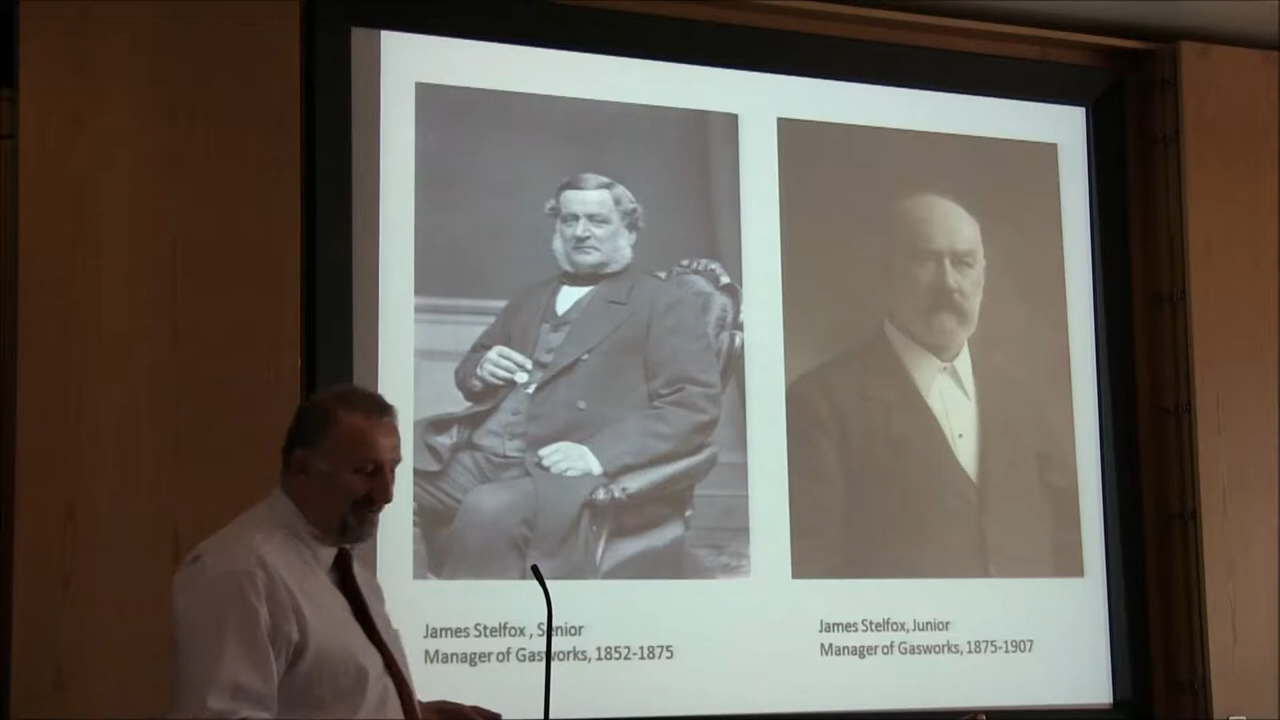 James Stelfox , Senior
Manager of Gasworks, 1852-1875
James Stelfox, Junior
Manager of Gasworks, 1875-1907